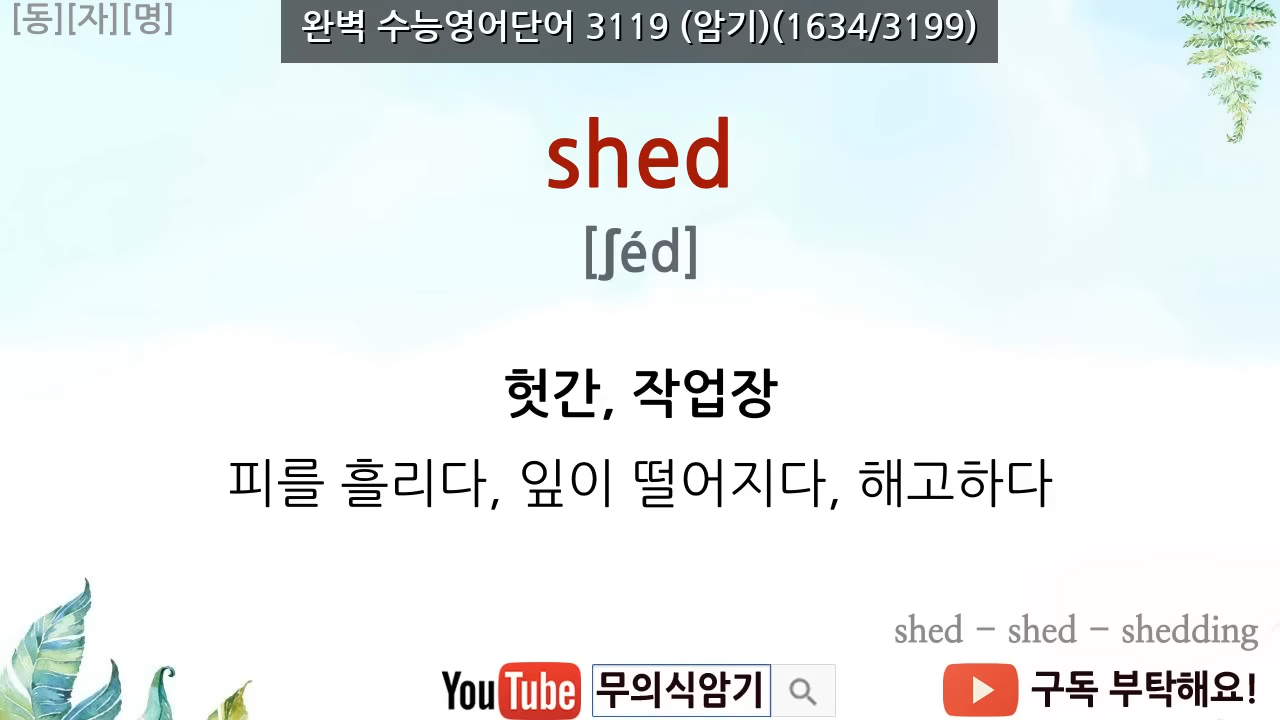 [동][자][명]
완벽 수능영어단어 3119 (암기)(1634/3199)
shed
[ʃéd]
헛간, 작업장
피를 흘리다, 잎이 떨어지다, 해고하다
shed - shed - shedding
YouTube 무의식암기
구독 부탁해요!